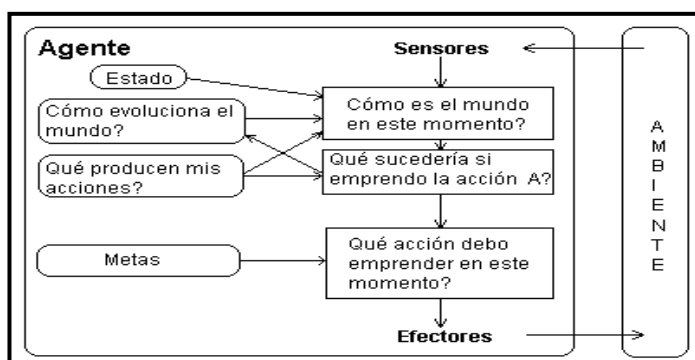 Agente
Sensores
Estado
Cómo evoluciona el
mundo?
Qué producen mis
acciones?
Metas
Cómo es el mundo
en este momento?
Qué sucedería si
emprendo la acción A?
Qué acción debo
emprender en este
momento?
Efectores
AMBIENTE